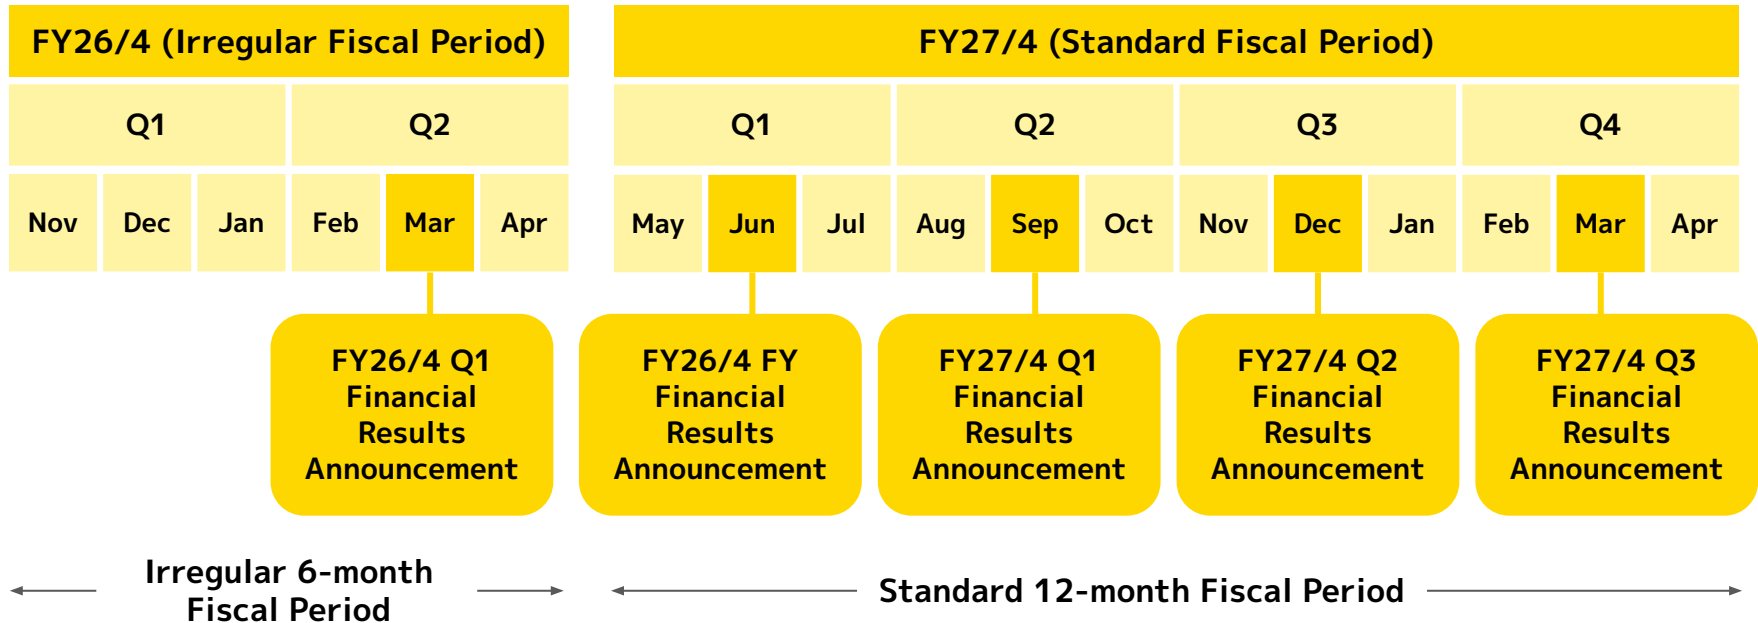 FY26/4 (Irregular Fiscal Period)
FY27/4 (Standard Fiscal Period)
Q1
Q2
Q1
Q2
Q3
Q4
Nov
Dec
Jan
Feb
Mar
Apr
May
Jun
Jul
Aug
Sep
Oct
Nov
Dec
Jan
Feb
Mar
Apr
FY26/4 Q1
Financial
Results
Announcement
FY26/4 FY
Financial
Results
Announcement
FY27/4 Q1
Financial
Results
Announcement
FY27/4 Q2
Financial
Results
Announcement
FY27/4 Q3
Financial
Results
Announcement
Irregular 6-month
Fiscal Period
Standard 12-month Fiscal Period